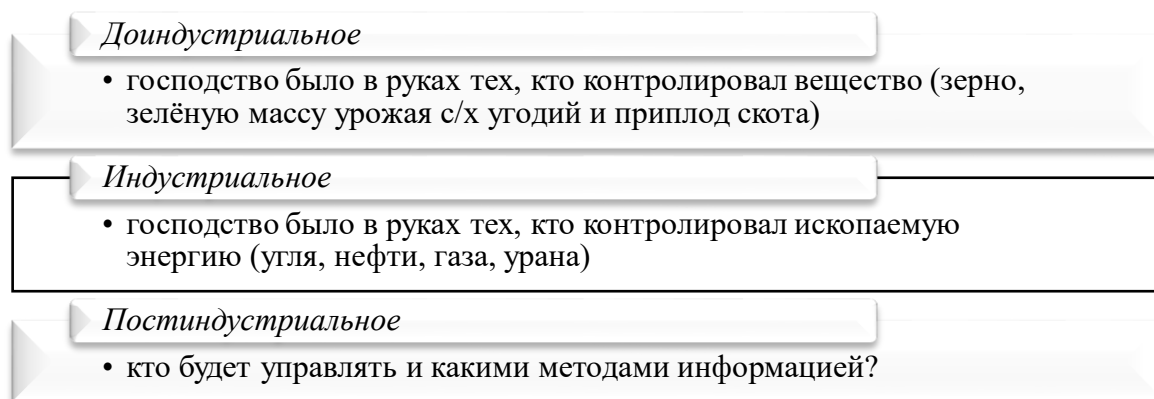 Доиндустриальное
• господство было в руках тех, кто контролировал вещество (зерно,
зелёную массу урожая с/х угодий и приплод скота)
Индустриальное
• господство было в руках тех, кто контролировал ископаемую
энергию (угля, нефти, газа, урана)
Постиндустриальное
• кто будет управлять и какими методами информацией?